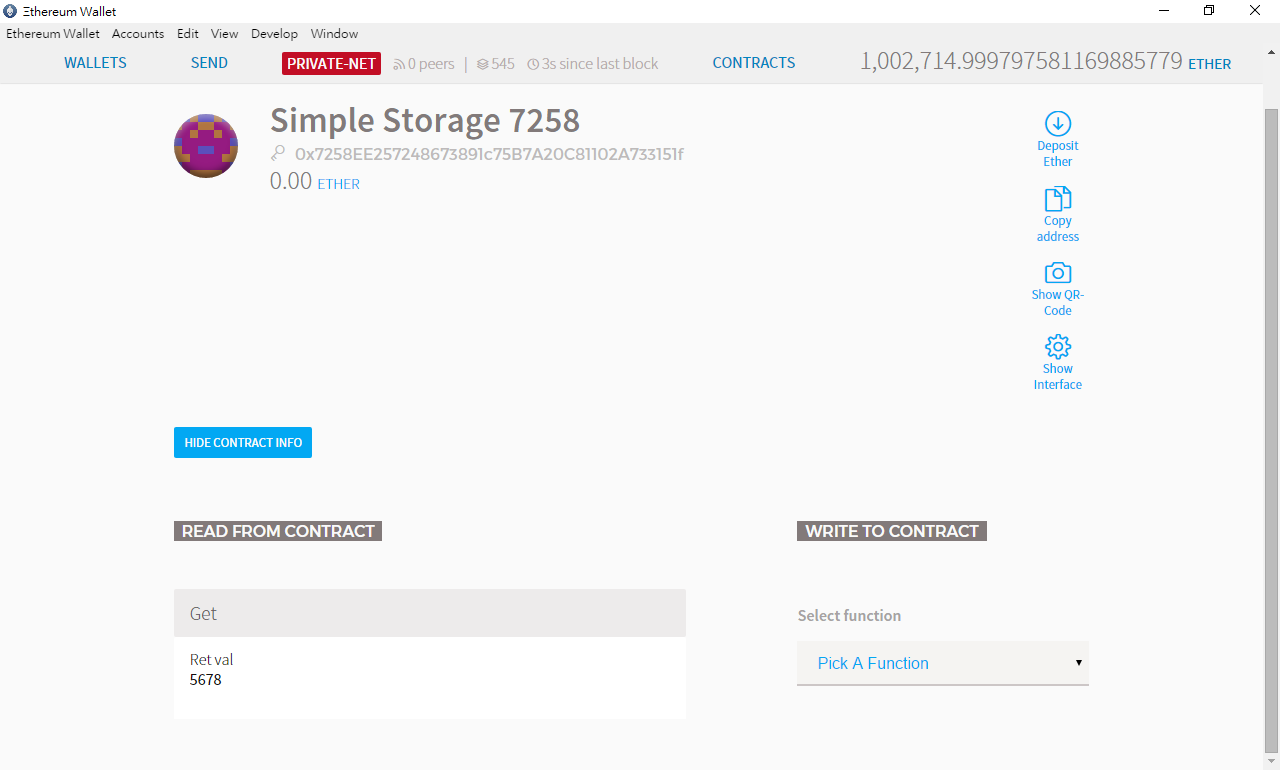 Ethereum Wallet
Ethereum Wallet Accounts Edit View Develop Window
WALLETS SEND PRIVATE-NET 0 peers | 545 3s since last block CONTRACTS 1,002,714.999797581169885779 ETHER
Simple Storage 7258
0x7258EE257248673891c75B7A20C81102A733151f
0.00 ETHER
Deposit
Ether
Copy
address
Show QR-
Code
Show
Interface
HIDE CONTRACT INFO
READ FROM CONTRACT
WRITE TO CONTRACT
Get
Ret val
5678
Select function
Pick A Function